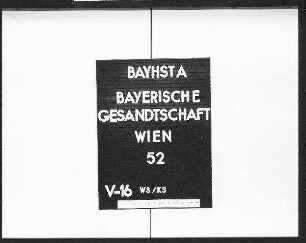 BAYHSTA
BAYERISCHE
GESANDTSCHAFT
WIEN
52
V-16 WS/KS